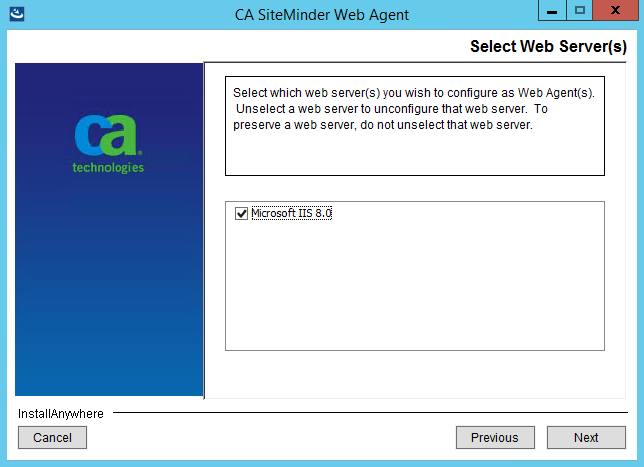 CA SiteMinder Web Agent
Select Web Server(s)
ca
technologies
Select which web server(s) you wish to configure as Web Agent(s).
Unselect a web server to unconfigure that web server. To
preserve a web server, do not unselect that web server.
Microsoft IIS 8.0
InstallAnywhere
Cancel
Previous
Next